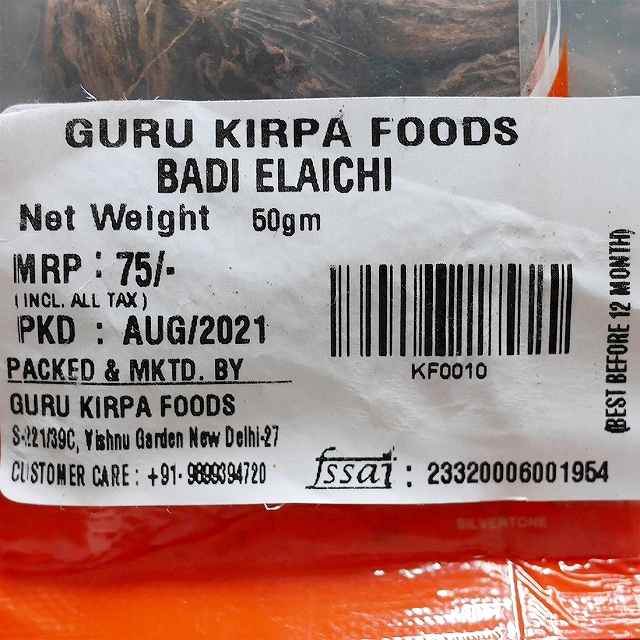 GURU KIRPA FOODS
BADI ELAICHI
Net Weight 50gm
MRP : 75/-
(INCL. ALL TAX)
PKD : AUG/2021
PACKED & MKTD. BY
GURU KIRPA FOODS
S-221/39C, Vishnu Garden New Delhi-27
CUSTOMER CARE : +91-9899394720
KF0010
fssai : 23320006001954
(BEST BEFORE 12 MONTH)
SILVERTONE